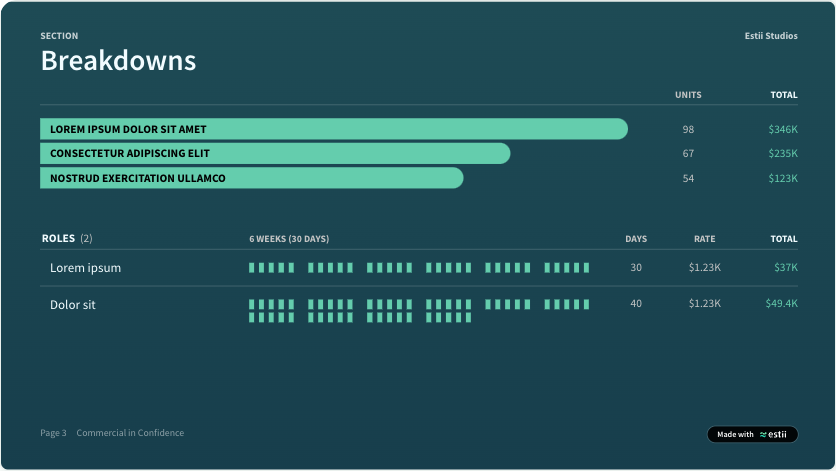 SECTION
Estii Studios
Breakdowns
UNITS TOTAL
LOREM IPSUM DOLOR SIT AMET 98 $346K
CONSECTETUR ADIPISCING ELIT 67 $235K
NOSTRUD EXERCITATION ULLAMCO 54 $123K
ROLES (2) 6 WEEKS (30 DAYS) DAYS RATE TOTAL
Lorem ipsum 30 $1.23K $37K
Dolor sit 40 $1.23K $49.4K
Page 3 Commercial in Confidence
Made with estii